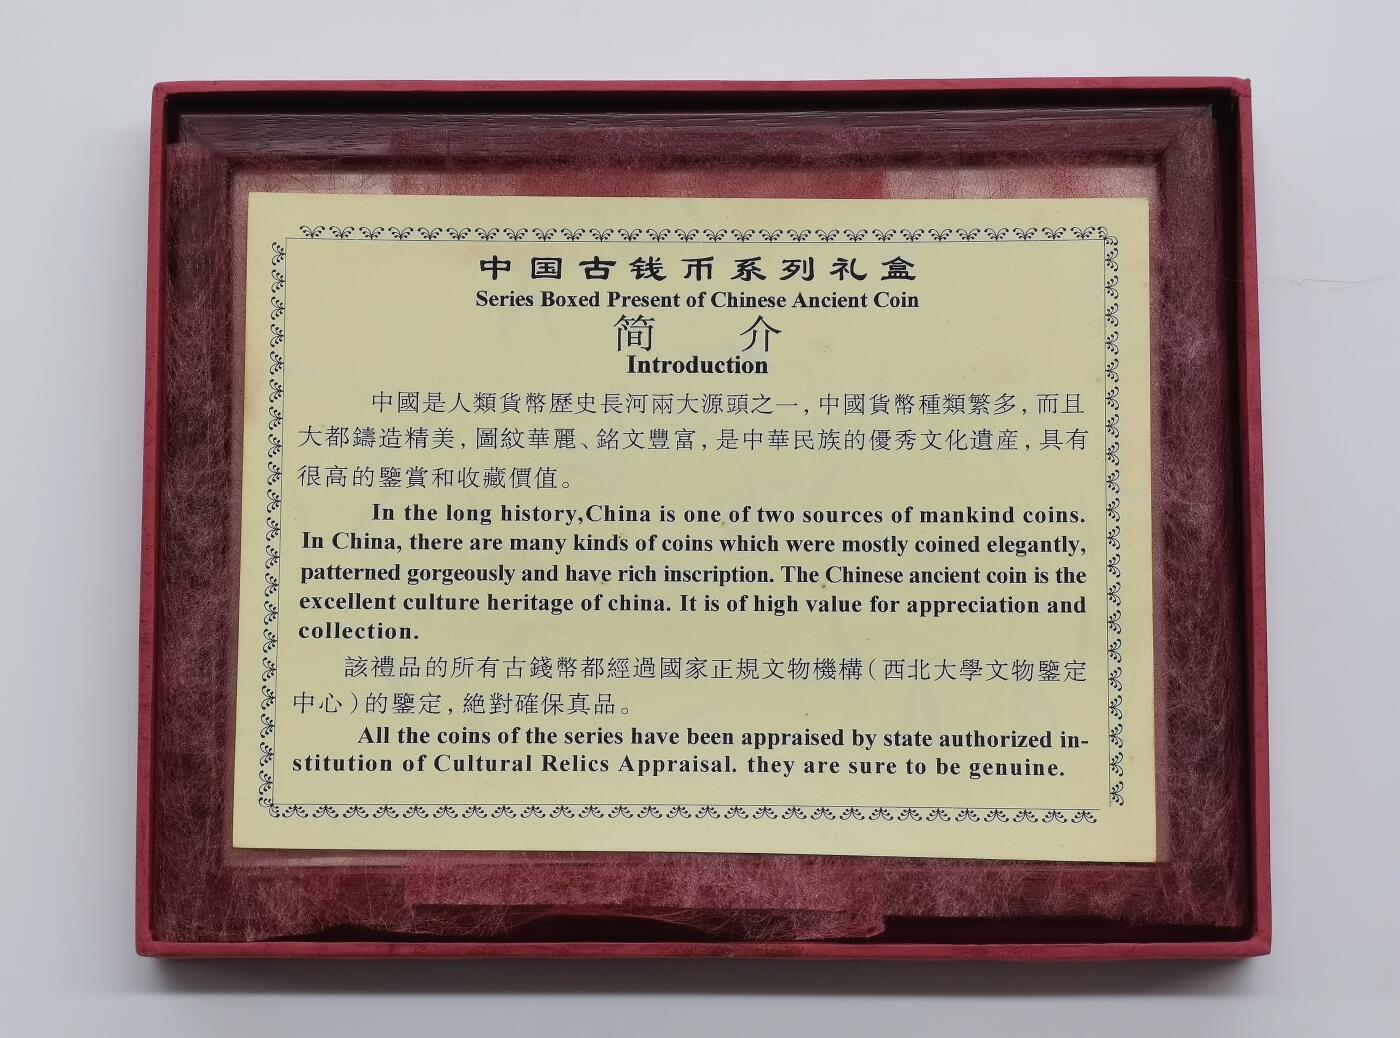 中国古钱币系列礼盒
Series Boxed Present of Chinese Ancient Coin
简 介
Introduction
中國是人類貨幣歷史長河兩大源頭之一，中國貨幣種類繁多，而且
大都鑄造精美，圖紋華麗、銘文豐富，是中華民族的優秀文化遺産，具有
很高的鑒賞和收藏價值。
In the long history,China is one of two sources of mankind coins.
In China, there are many kinds of coins which were mostly coined elegantly,
patterned gorgeously and have rich inscription. The Chinese ancient coin is the
excellent culture heritage of china. It is of high value for appreciation and
collection.
該禮品的所有古錢幣都經過國家正規文物機構（西北大學文物鑒定
中心）的鑒定，絕對確保真品。
All the coins of the series have been appraised by state authorized in-
stitution of Cultural Relics Appraisal. they are sure to be genuine.